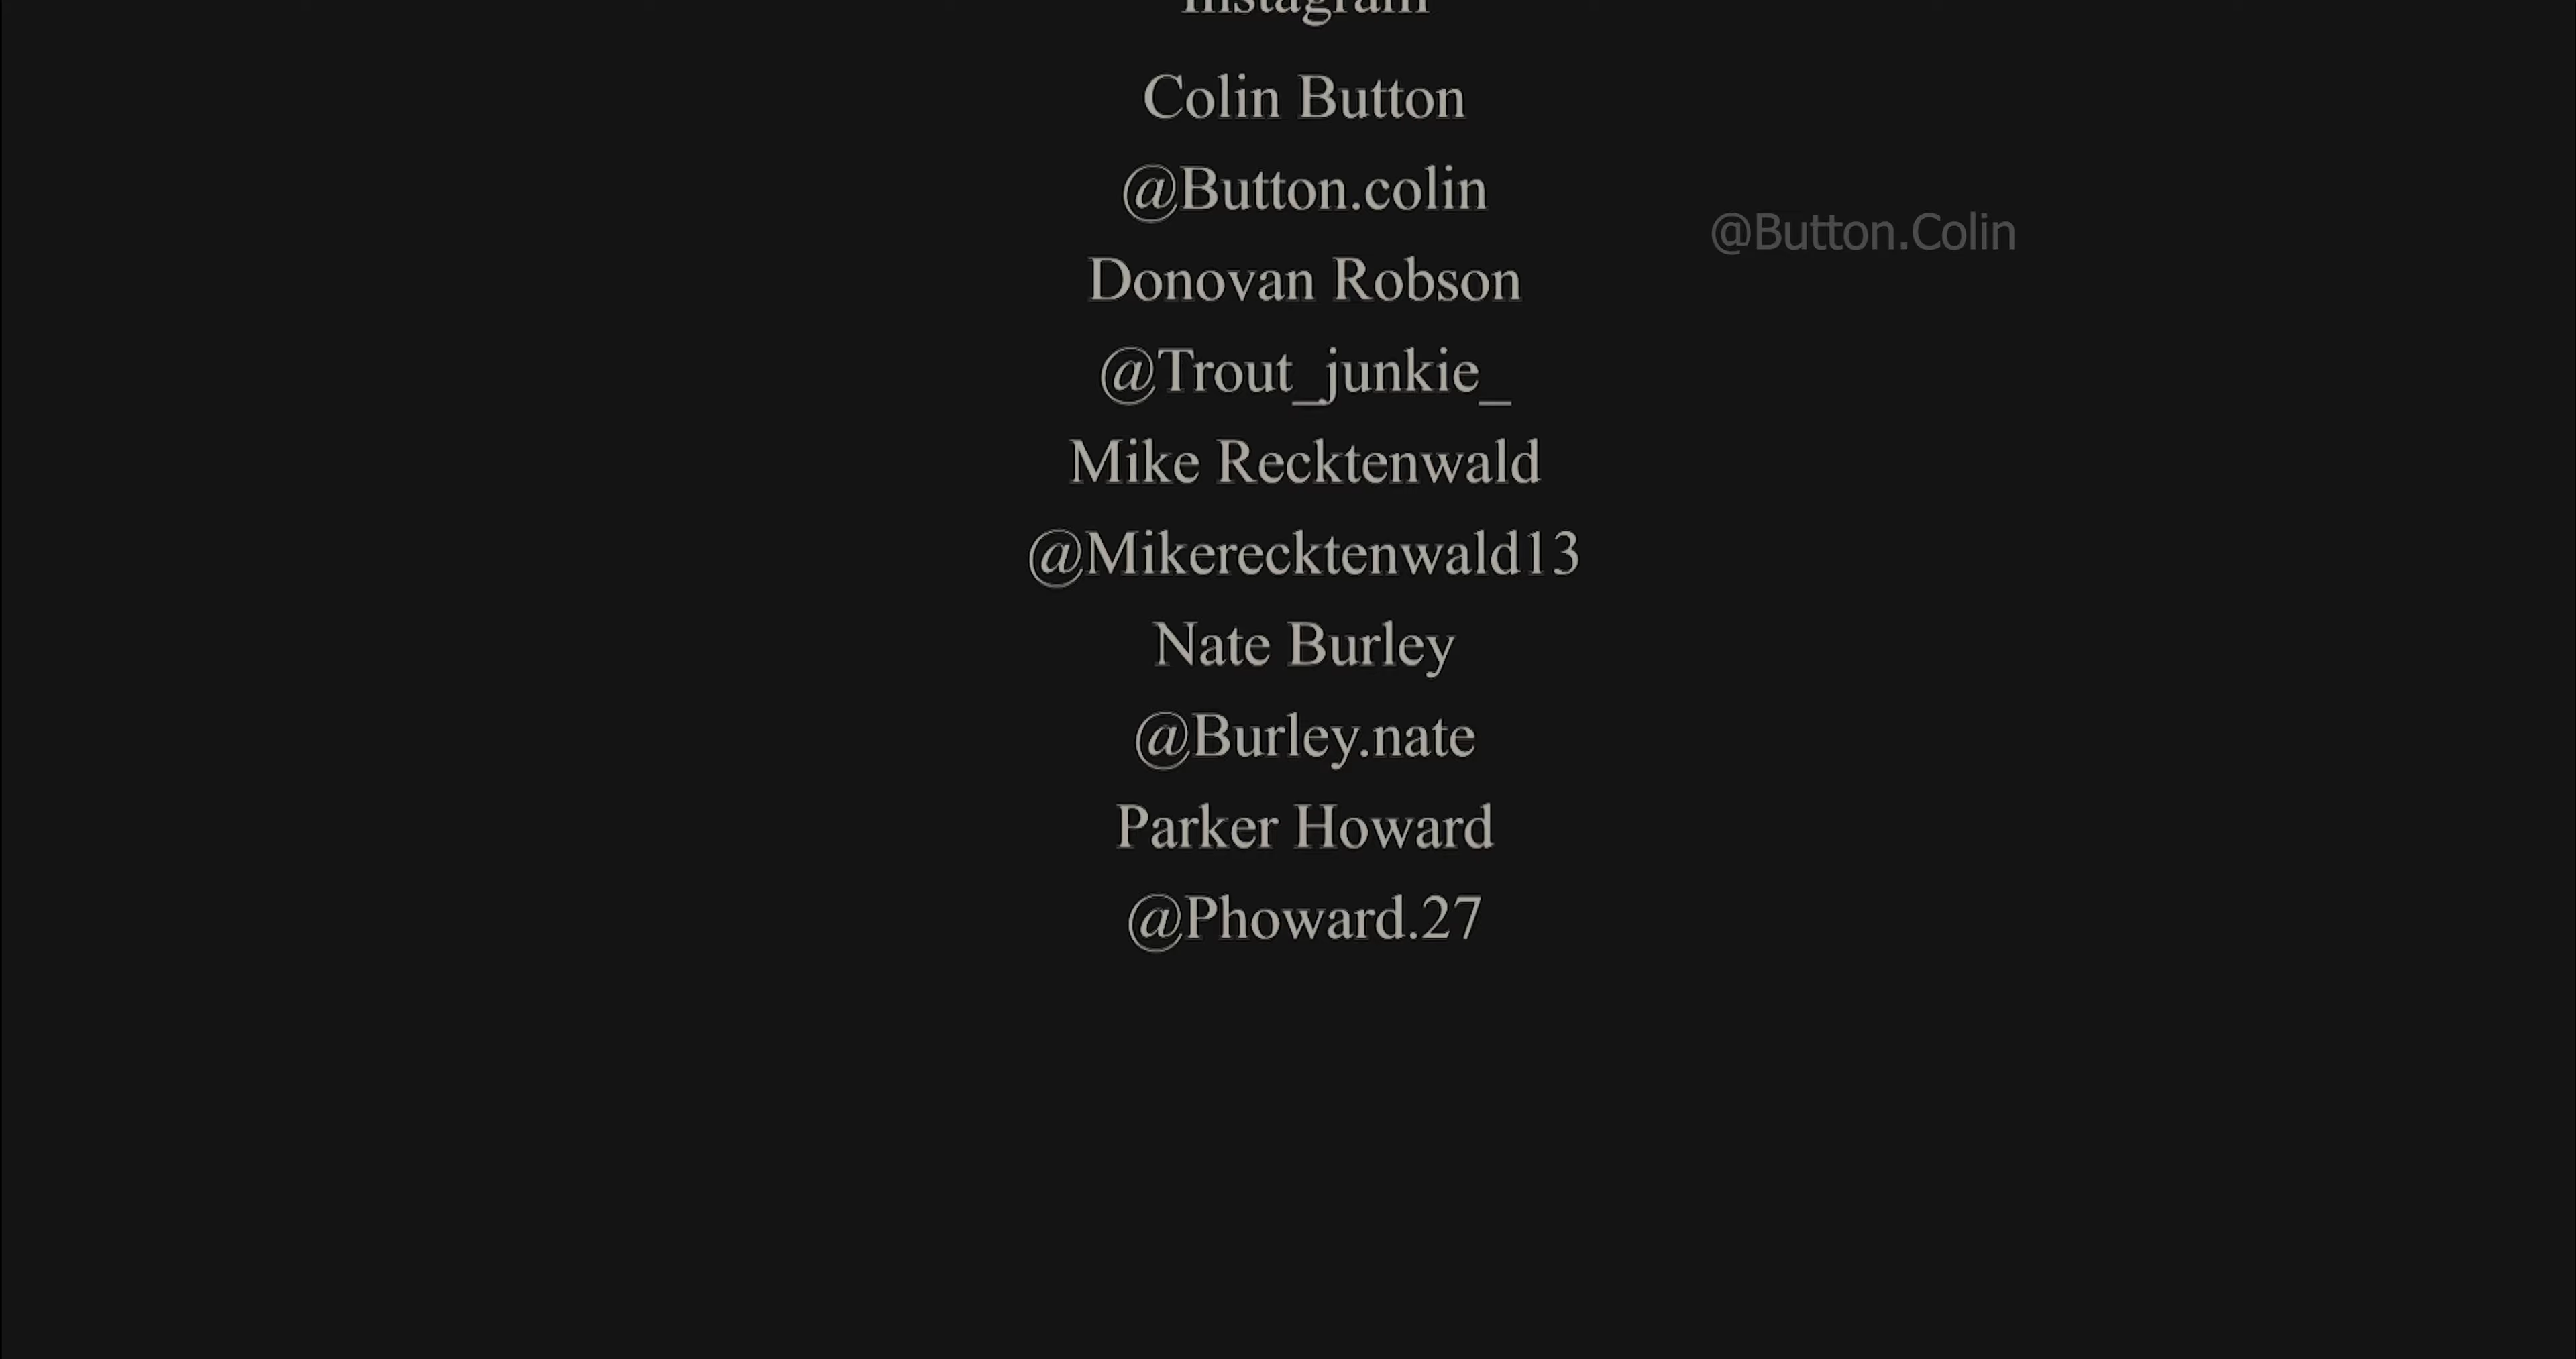 Instagram
Colin Button
@Button.colin
@Button.Colin
Donovan Robson
@Trout_junkie_
Mike Recktenwald
@Mikerecktenwald13
Nate Burley
@Burley.nate
Parker Howard
@Phoward.27